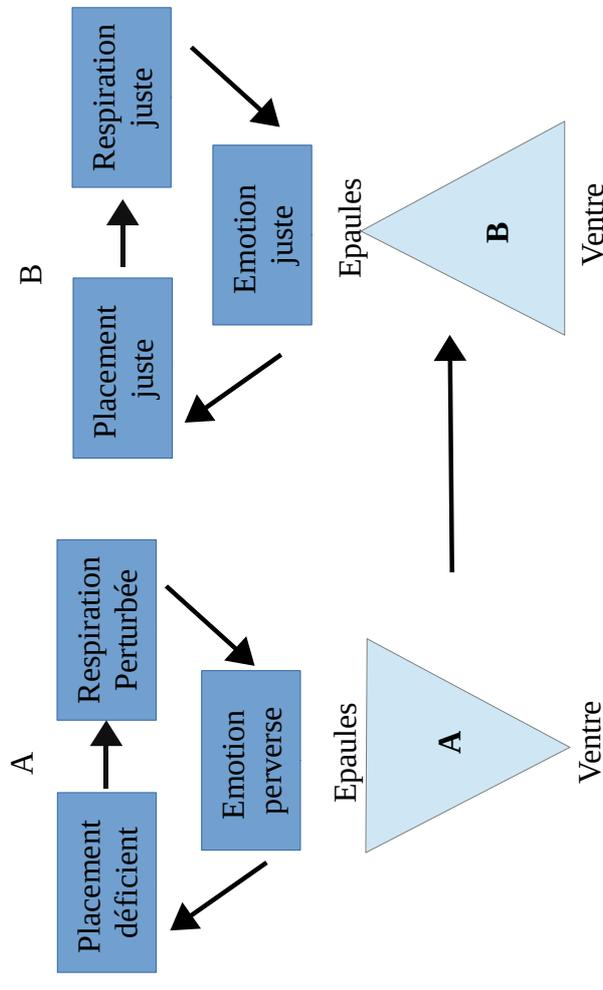 A
Placement
déficient
Respiration
Perturbée
Emotion
perverse
Epaules
A
Ventre
B
Placement
juste
Respiration
juste
Emotion
juste
Epaules
B
Ventre